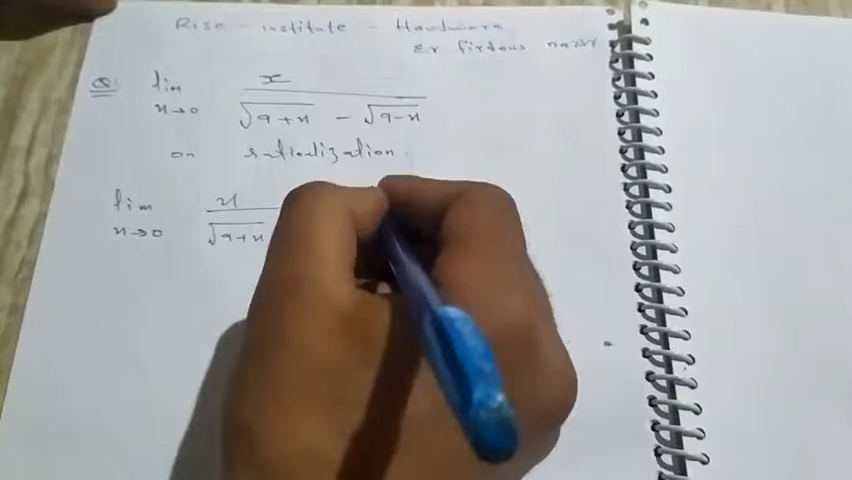 Rise - institute - Handwara
Er firdous nazir
Q: lim x→0 x / √9+x − √9-x
on rationalization.
lim x→0 x / √9+x